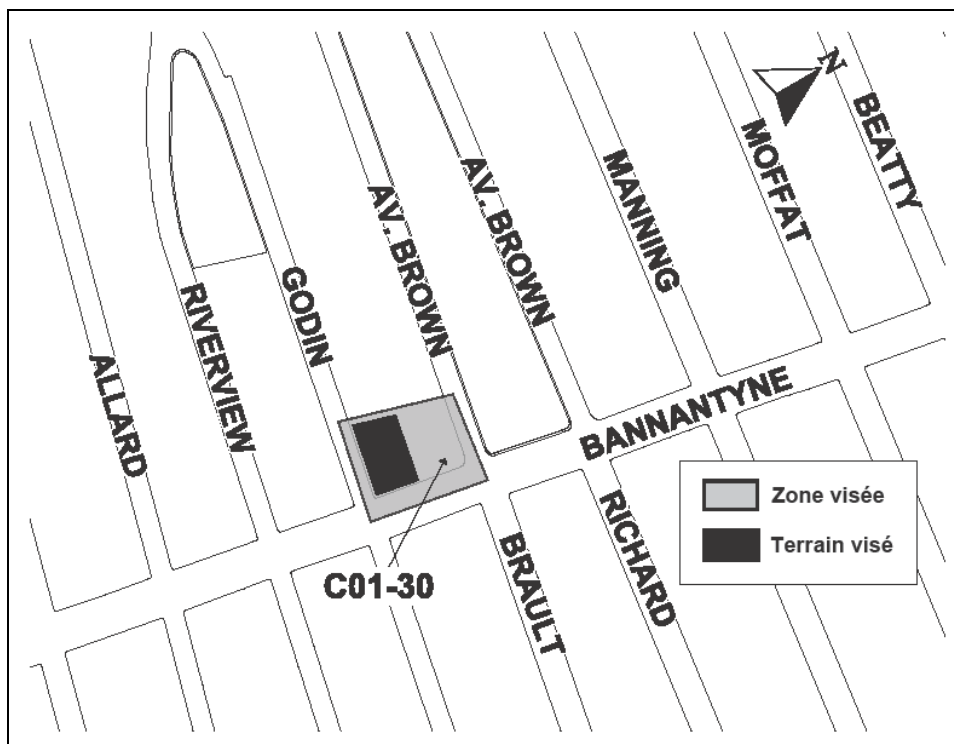 N
BEATTY
MOFFAT
MANNING
AV. BROWN
AV. BROWN
GODIN
RIVERVIEW
ALLARD
BANNANTYNE
Zone visée
Terrain visé
RICHARD
BRAULT
C01-30